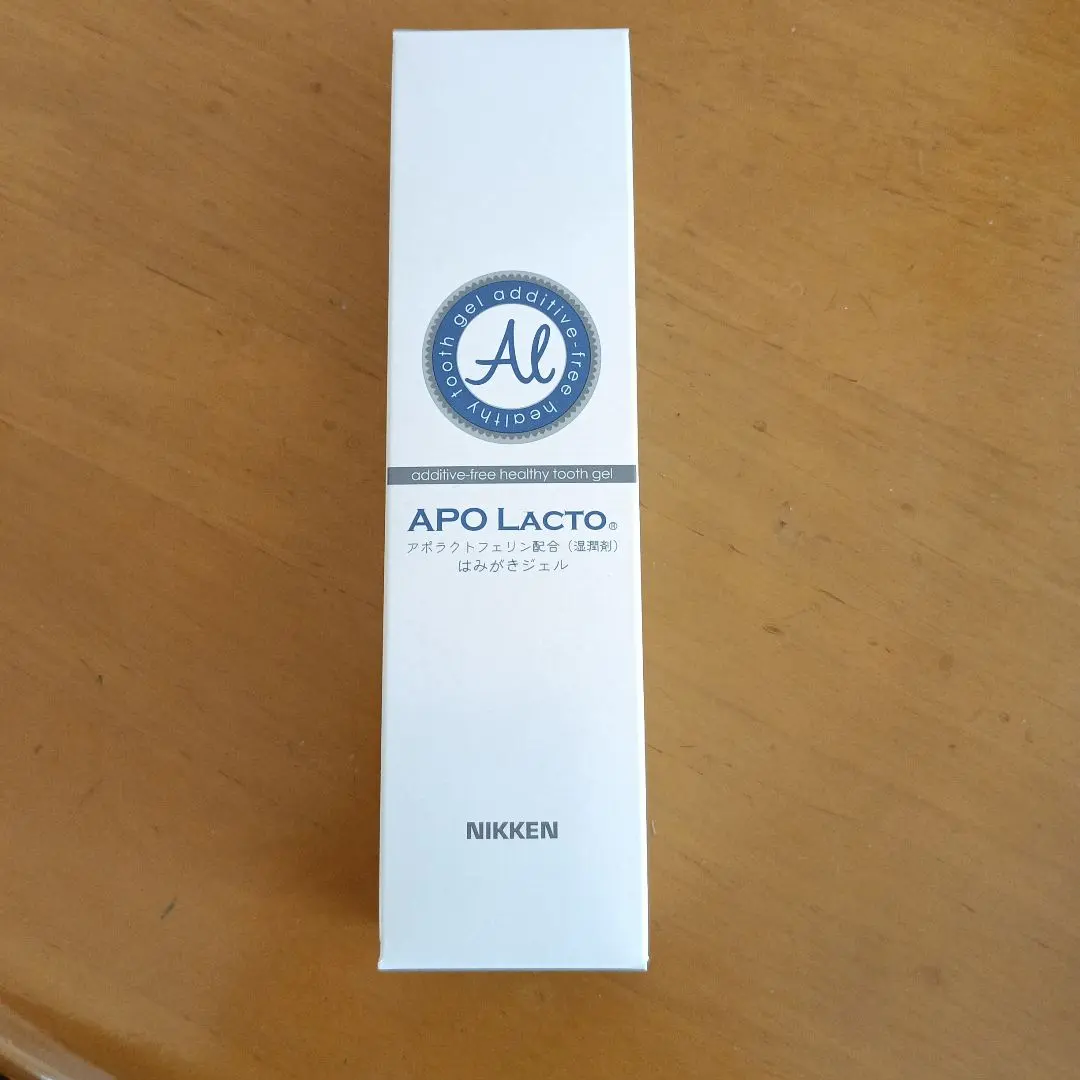 additive-free healthy tooth gel
Al
additive-free healthy tooth gel
APO LACTO®
アポラクトフェリン配合（湿潤剤）
はみがきジェル
NIKKEN